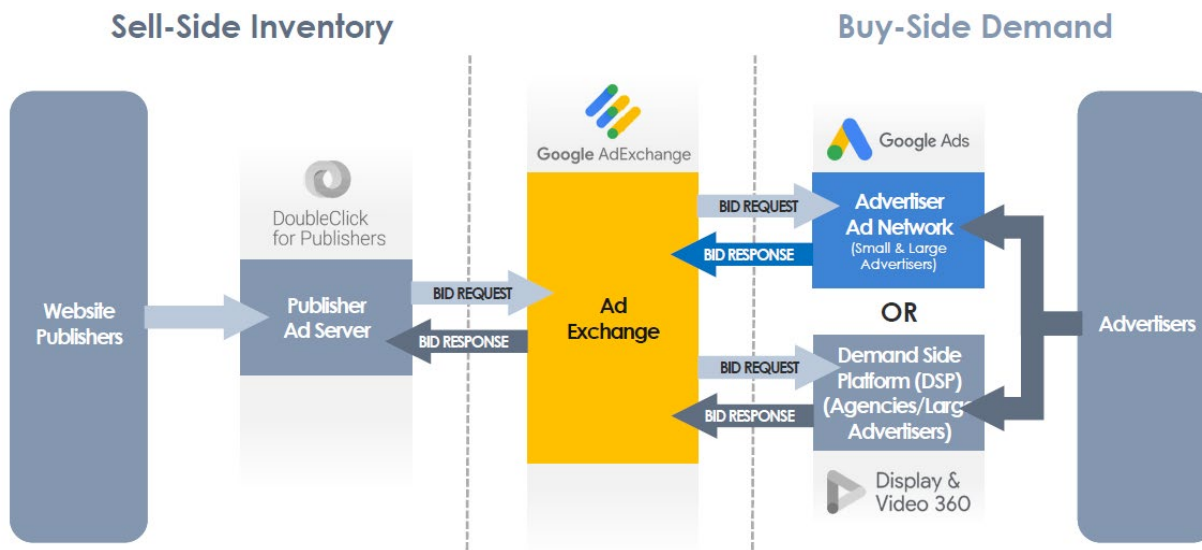 Sell-Side Inventory
Buy-Side Demand
Website
Publishers
DoubleClick
for Publishers
Publisher
Ad Server
BID REQUEST
BID RESPONSE
Google AdExchange
Ad
Exchange
BID REQUEST
BID RESPONSE
BID REQUEST
BID RESPONSE
Google Ads
Advertiser
Ad Network
(Small & Large
Advertisers)
OR
Demand Side
Platform (DSP)
(Agencies/Large
Advertisers)
Display &
Video 360
Advertisers